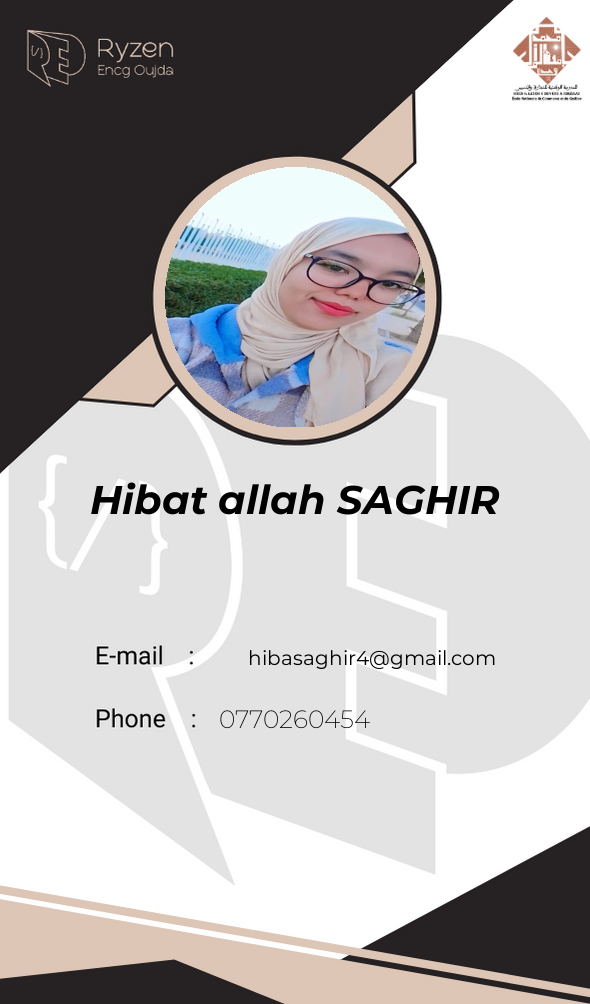 Ryzen
Encg Oujda
Hibat allah SAGHIR
E-mail : hibasaghir4@gmail.com
Phone : 0770260454